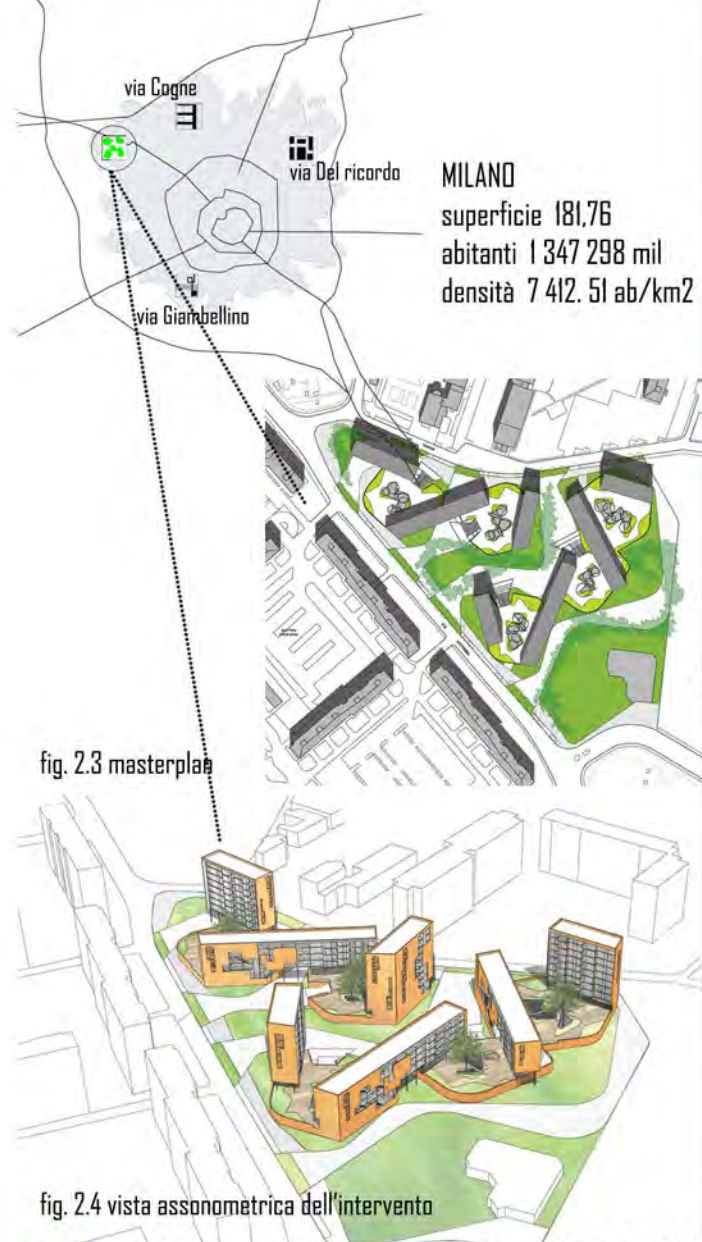 via Cogne
via Del ricordo
MILANO
superficie 181,76
abitanti 1 347 298 mil
densità 7 412. 51 ab/km2
via Giambellino
fig. 2.3 masterplan
fig. 2.4 vista assonometrica dell'intervento